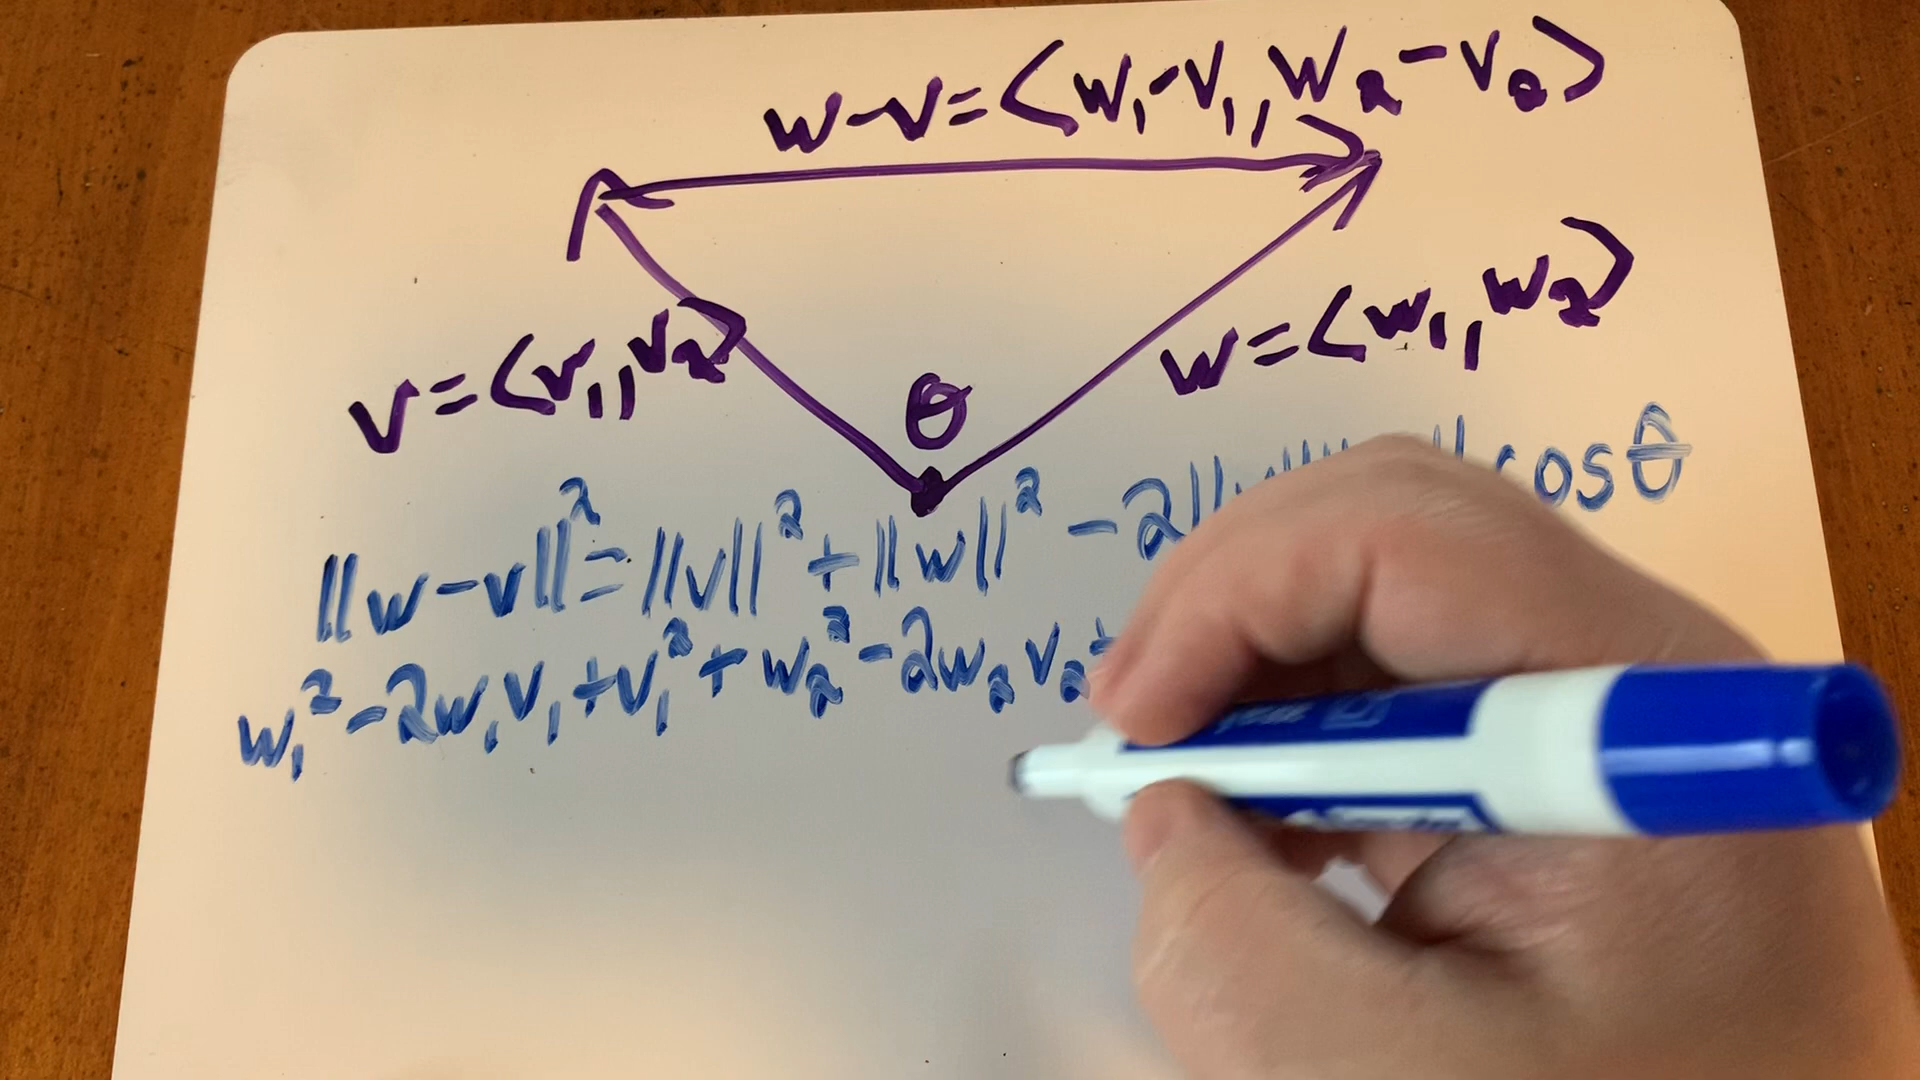 w-v=⟨w₁-v₁,w₂-v₂⟩
v=⟨v₁,v₂⟩
θ
w=⟨w₁,w₂⟩
||w-v||²=||v||²+||w||²-2|| || cosθ
w₁²-2w₁v₁+v₁²+w₂²-2w₂v₂+